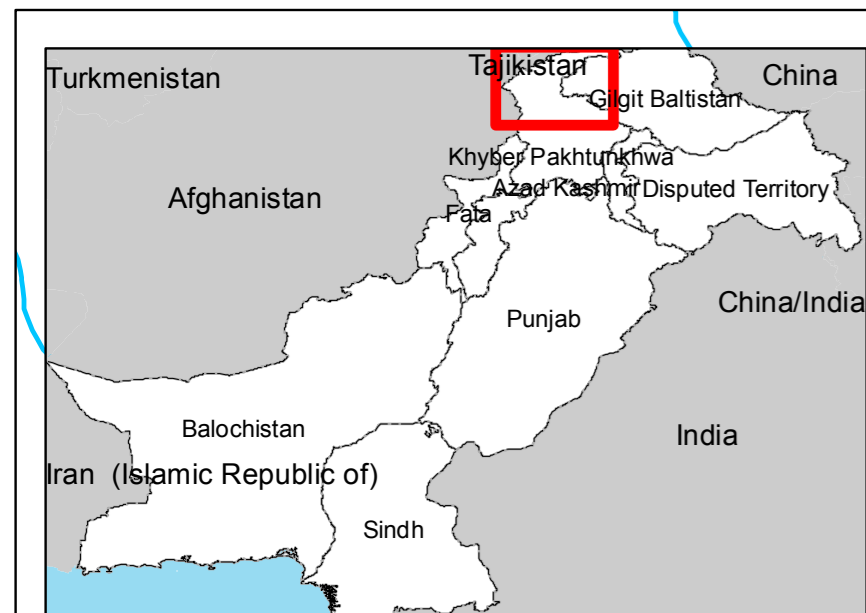 Tajikistan
Turkmenistan
China
Gilgit Baltistan
Khyber Pakhtunkhwa
Azad Kashmir
Disputed Territory
Afghanistan
Fata
China/India
Punjab
Balochistan
India
Iran (Islamic Republic of)
Sindh